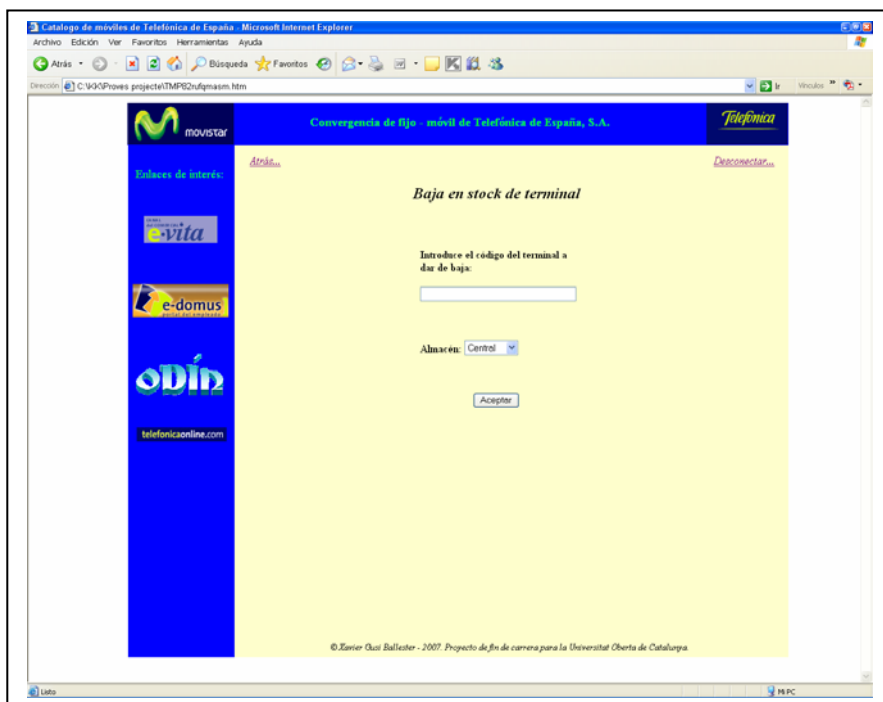 Catalogo de móviles de Telefónica de España - Microsoft Internet Explorer
Archivo Edición Ver Favoritos Herramientas Ayuda
Atrás Búsqueda Favoritos
Dirección C:\KK\Proves projecte\TMP82rufqmasm.htm Ir Vínculos »
movistar
Convergencia de fijo - móvil de Telefónica de España, S.A.
Telefónica
Enlaces de interés:
Atrás...
Desconectar...
Baja en stock de terminal
e-vita
Introduce el código del terminal a
dar de baja:
e-domus
portal del empleado
Almacén: Central
odín
Aceptar
telefonicaonline.com
© Xavier Gusi Ballester - 2007. Proyecto de fin de carrera para la Universitat Oberta de Catalunya.
Listo
Mi PC